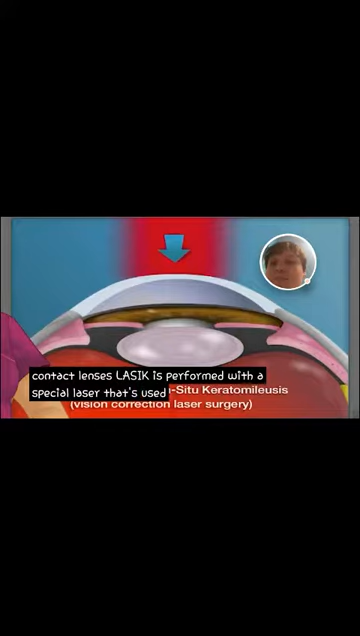 contact lenses LASIK is performed with a
special laser that's used
-Situ Keratomileusis
(vision correction laser surgery)